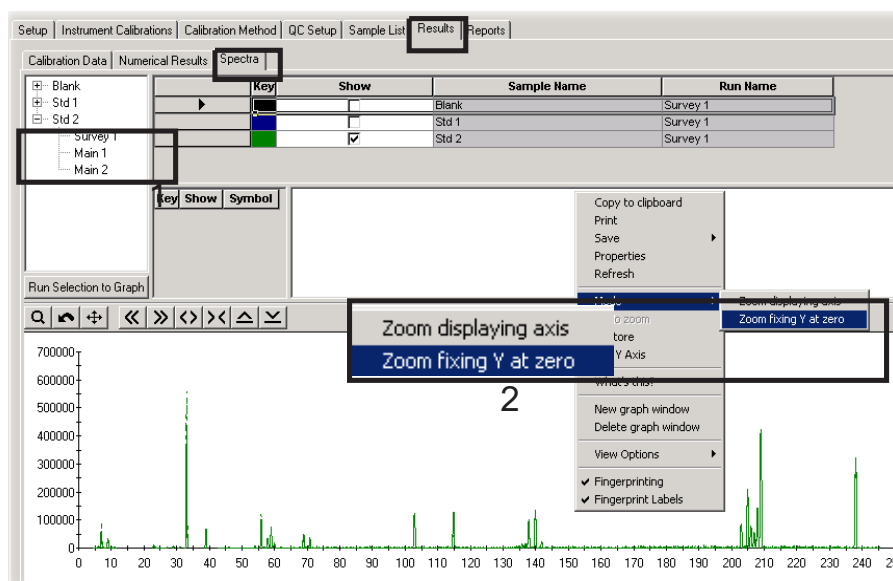 Setup Instrument Calibrations Calibration Method QC Setup Sample List Results Reports
Calibration Data Numerical Results Spectra
Blank
Std 1
Std 2
Survey 1
Main 1
Main 2
1
Run Selection to Graph
Key Show Sample Name Run Name
Blank Survey 1
Std 1 Survey 1
Std 2 Survey 1
Key Show Symbol
Copy to clipboard
Print
Save
Properties
Refresh
Mode
Zoom displaying axis
Zoom fixing Y at zero
Zoom displaying axis
Zoom fixing Y at zero
2
zoom
Y Axis
What's this?
New graph window
Delete graph window
View Options
Fingerprinting
Fingerprint Labels
700000
600000
500000
400000
300000
200000
100000
0
0 10 20 30 40 50 60 70 80 90 100 110 120 130 140 150 160 170 180 190 200 210 220 230 240